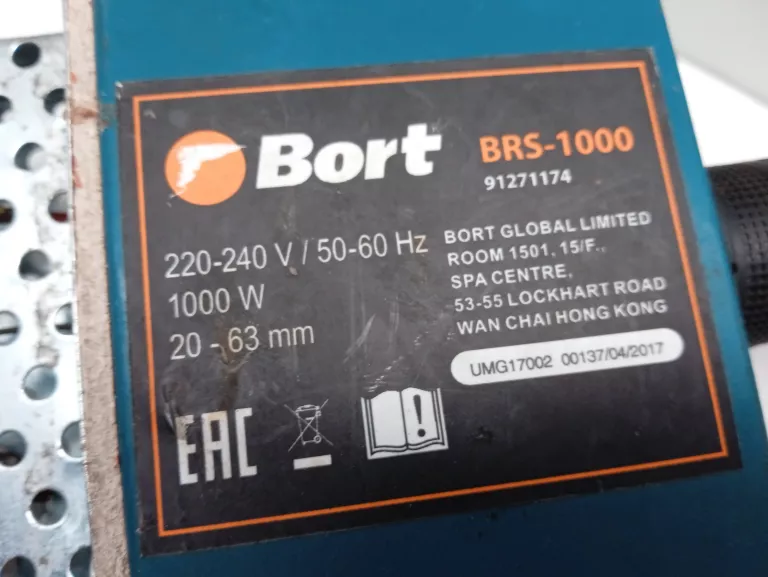 Bort
BRS-1000
91271174
220-240 V / 50-60 Hz
1000 W
20 - 63 mm
BORT GLOBAL LIMITED
ROOM 1501, 15/F.,
SPA CENTRE,
53-55 LOCKHART ROAD
WAN CHAI HONG KONG
UMG17002 00137/04/2017
EAC